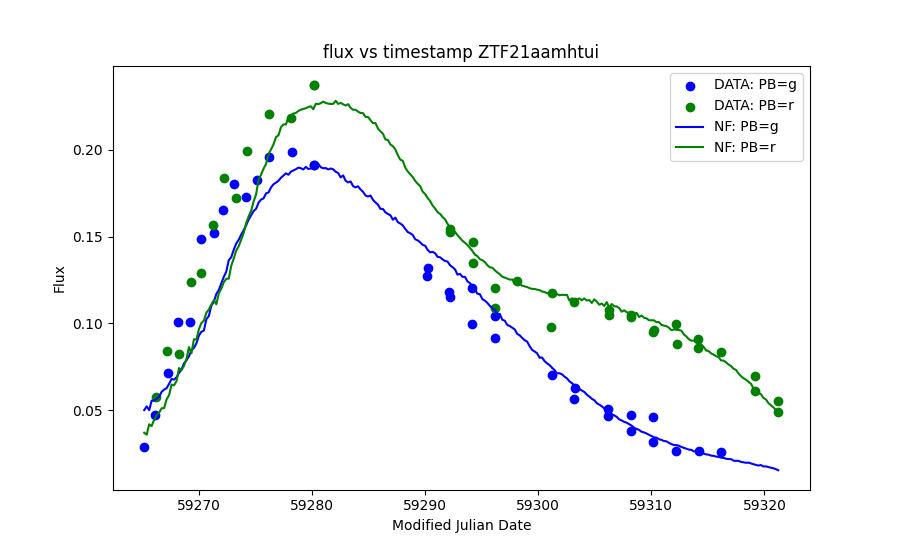 flux vs timestamp ZTF21aamhtui
DATA: PB=g
DATA: PB=r
NF: PB=g
NF: PB=r
0.20
0.15
0.10
0.05
Flux
59270 59280 59290 59300 59310 59320
Modified Julian Date